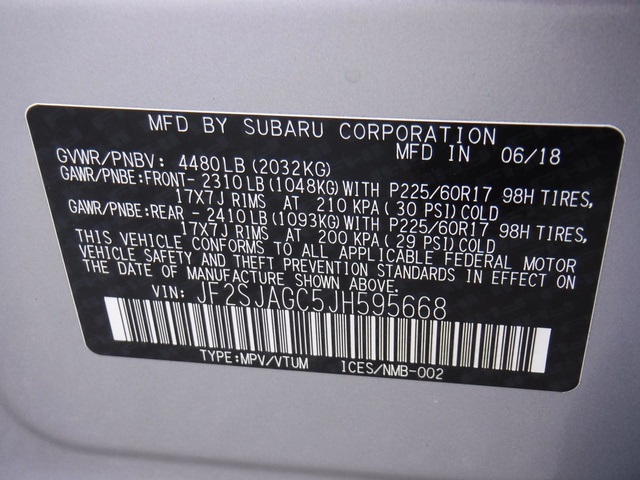 MFD BY SUBARU CORPORATION
GVWR/PNBV: 4480LB(2032KG) MFD IN 06/18
GAWR/PNBE:FRONT-2310LB(1048KG)WITH P225/60R17 98H TIRES,
17X7J RIMS AT 210 KPA(30 PSI)COLD
GAWR/PNBE:REAR -2410LB(1093KG)WITH P225/60R17 98H TIRES,
17X7J RIMS AT 200 KPA(29 PSI)COLD
THIS VEHICLE CONFORMS TO ALL APPLICABLE FEDERAL MOTOR
VEHICLE SAFETY AND THEFT PREVENTION STANDARDS IN EFFECT ON
THE DATE OF MANUFACTURE SHOWN ABOVE.
VIN: JF2SJAGC5JH595668
TYPE:MPV/VTUM ICES/NMB-002